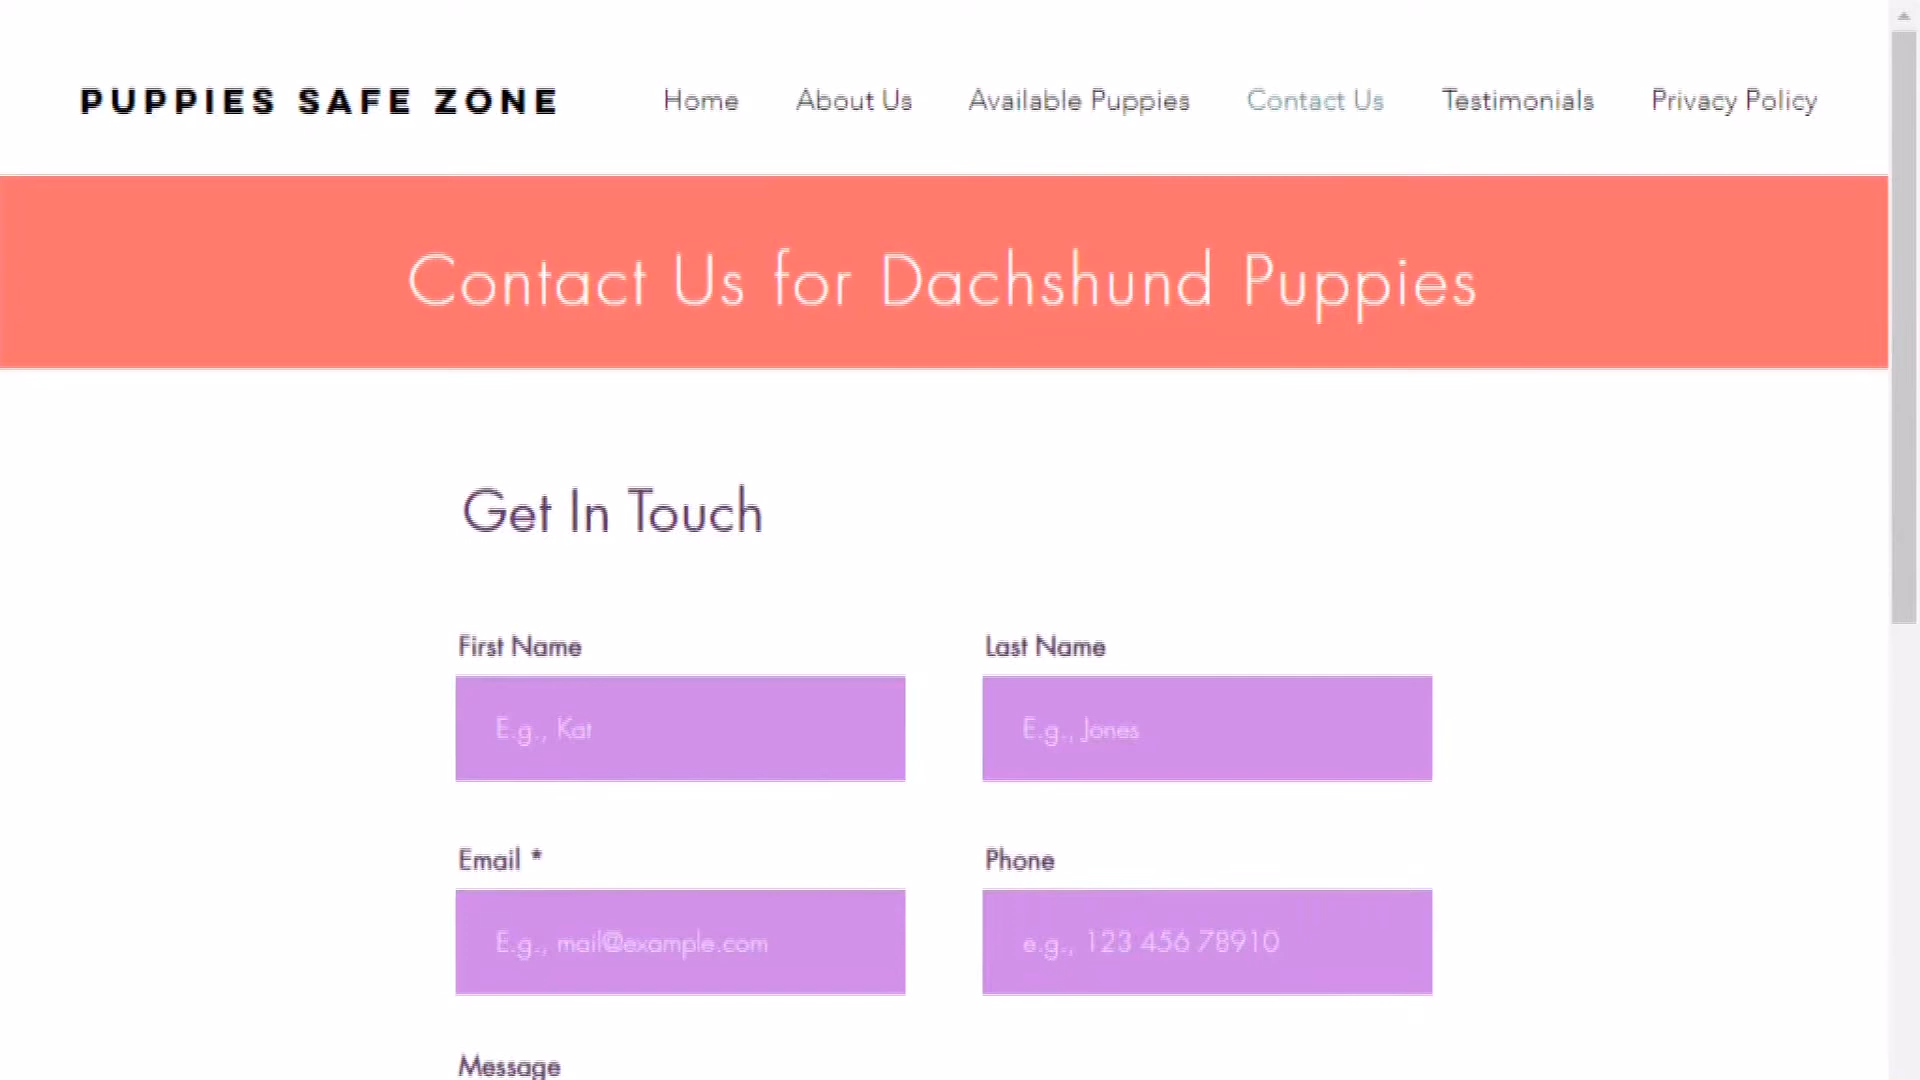 PUPPIES SAFE ZONE
Home
About Us
Available Puppies
Contact Us
Testimonials
Privacy Policy
Contact Us for Dachshund Puppies
Get In Touch
First Name
Last Name
E.g., Kat
E.g., Jones
Email *
Phone
E.g., mail@example.com
e.g., 123 456 78910
Message